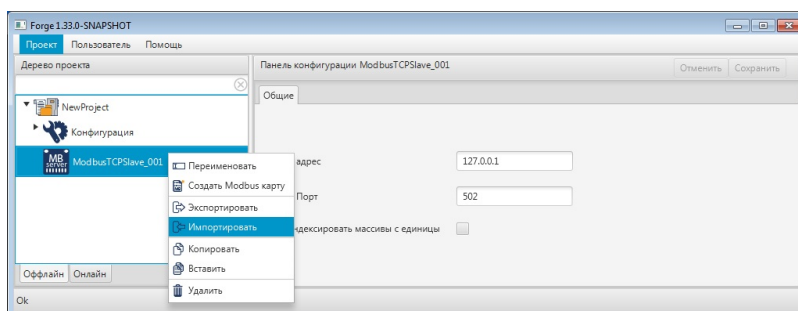 Forge 1.33.0-SNAPSHOT
Проект Пользователь Помощь
Дерево проекта
Панель конфигурации ModbusTCPSlave_001
Отменить Сохранить
Общие
NewProject
Конфигурация
MB server
ModbusTCPSlave_001
Переименовать
Создать Modbus карту
Экспортировать
Импортировать
Копировать
Вставить
Удалить
адрес 127.0.0.1
Порт 502
ндексировать массивы с единицы
Оффлайн Онлайн
Ok